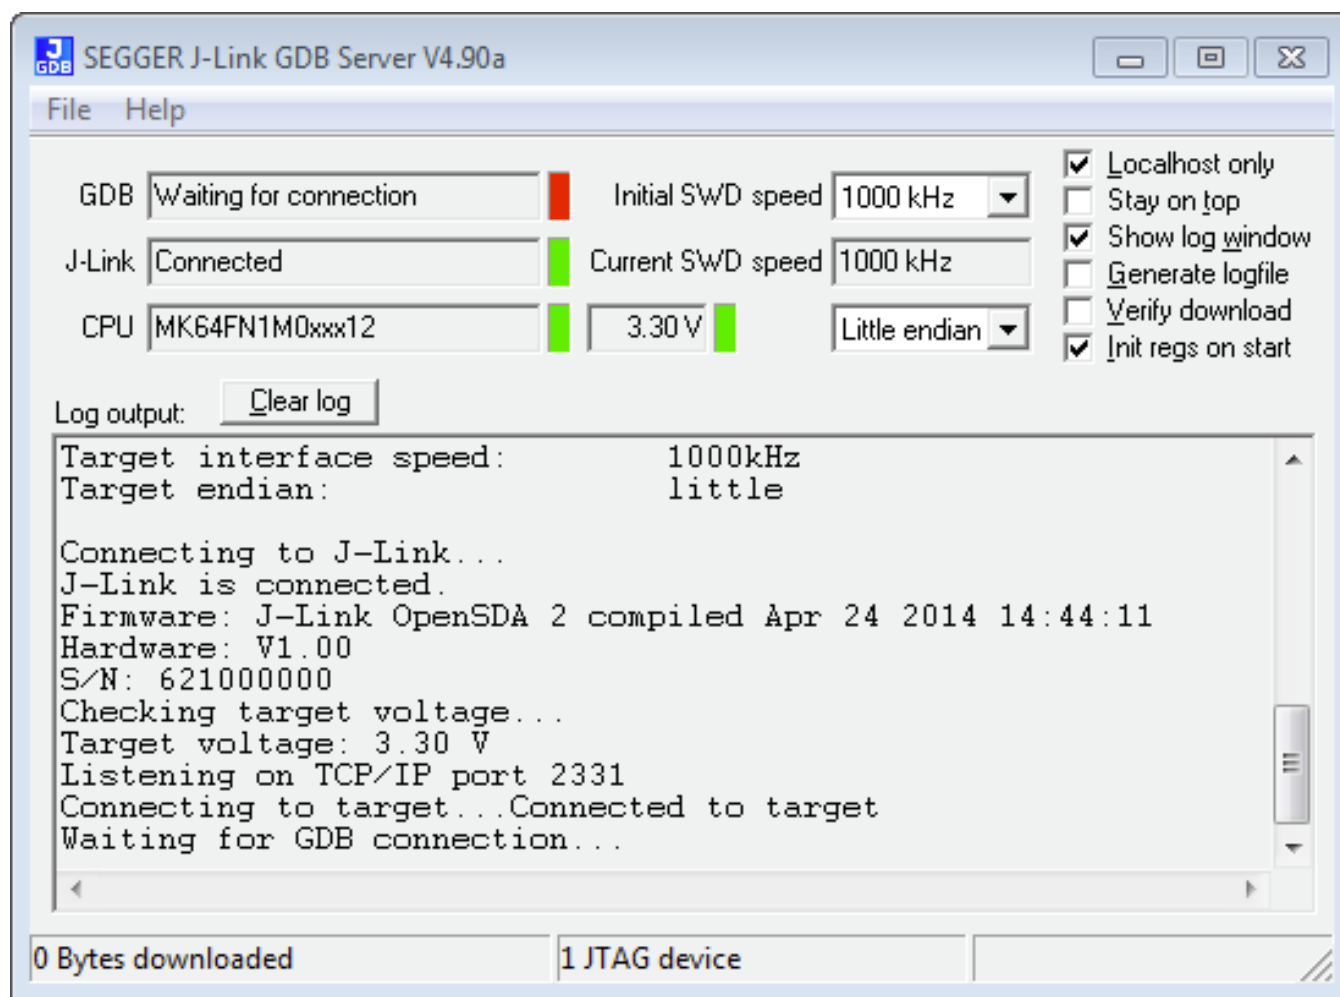 J
GDB
SEGGER J-Link GDB Server V4.90a
File Help
GDB Waiting for connection Initial SWD speed 1000 kHz
J-Link Connected Current SWD speed 1000 kHz
CPU MK64FN1M0xxx12 3.30 V Little endian
Localhost only
Stay on top
Show log window
Generate logfile
Verify download
Init regs on start
Log output: Clear log
Target interface speed: 1000kHz
Target endian: little
Connecting to J-Link...
J-Link is connected.
Firmware: J-Link OpenSDA 2 compiled Apr 24 2014 14:44:11
Hardware: V1.00
S/N: 621000000
Checking target voltage...
Target voltage: 3.30 V
Listening on TCP/IP port 2331
Connecting to target...Connected to target
Waiting for GDB connection...
0 Bytes downloaded 1 JTAG device